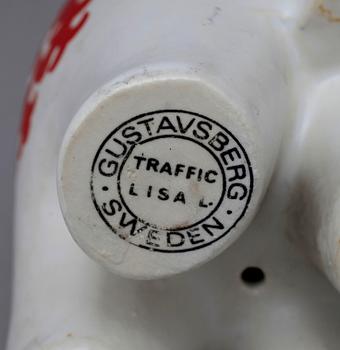 GUSTAVSBERG
TRAFFIC
LISA L.
· SWEDEN ·